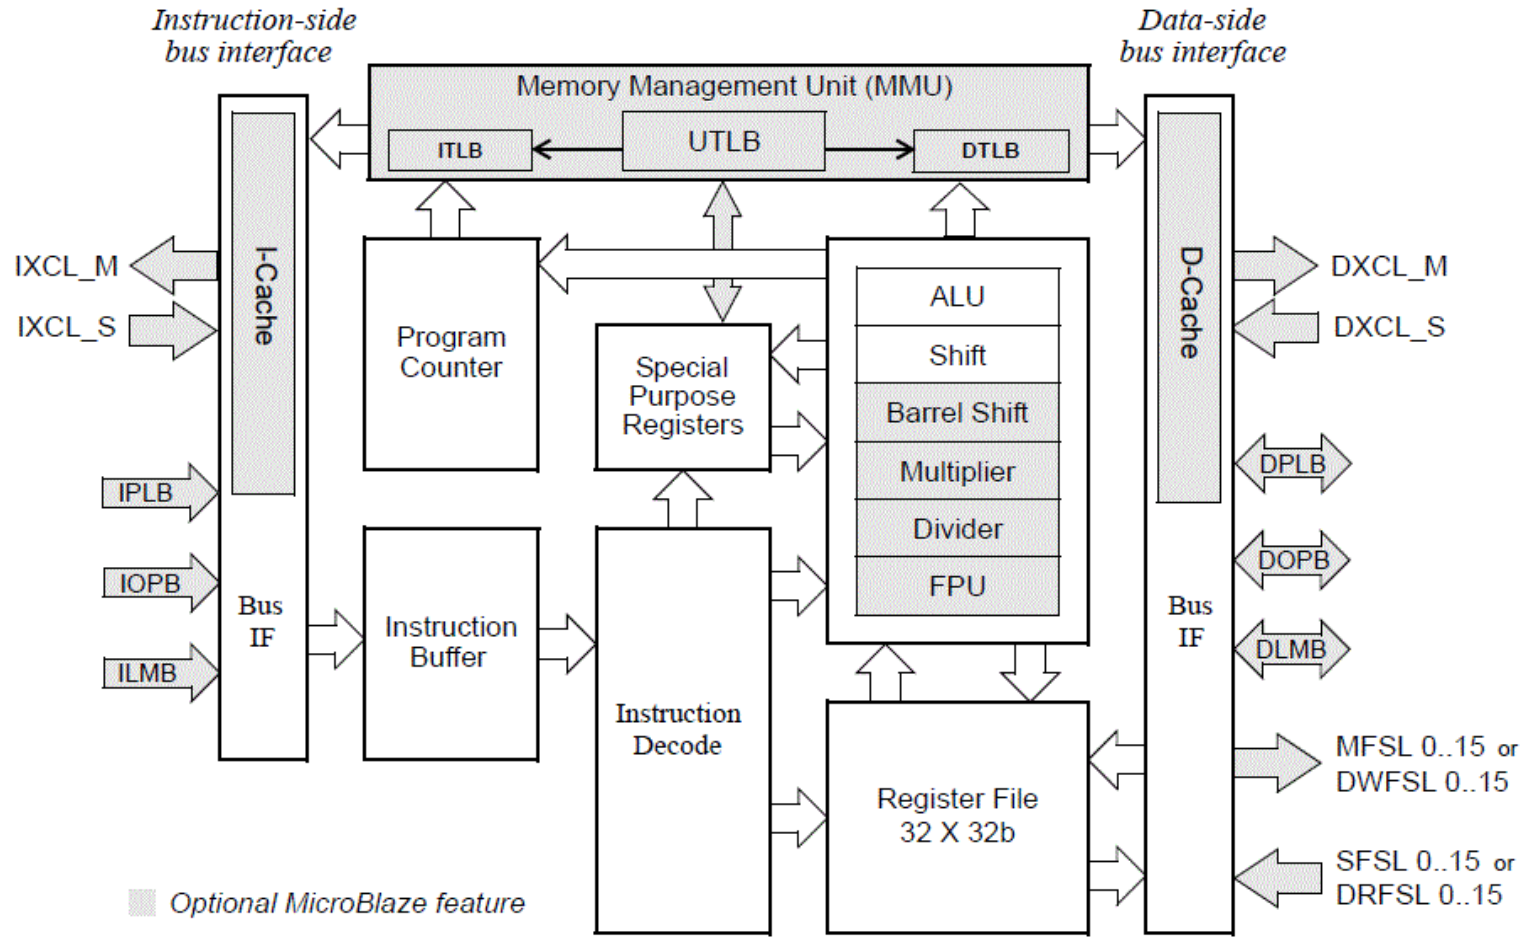 Instruction-side
bus interface
Data-side
bus interface
Memory Management Unit (MMU)
ITLB
UTLB
DTLB
I-Cache
D-Cache
IXCL_M
IXCL_S
DXCL_M
DXCL_S
Program
Counter
Special
Purpose
Registers
ALU
Shift
Barrel Shift
Multiplier
Divider
FPU
IPLB
IOPB
ILMB
Bus
IF
Instruction
Buffer
Instruction
Decode
Register File
32 X 32b
Bus
IF
DPLB
DOPB
DLMB
MFSL 0..15 or
DWFSL 0..15
SFSL 0..15 or
DRFSL 0..15
Optional MicroBlaze feature